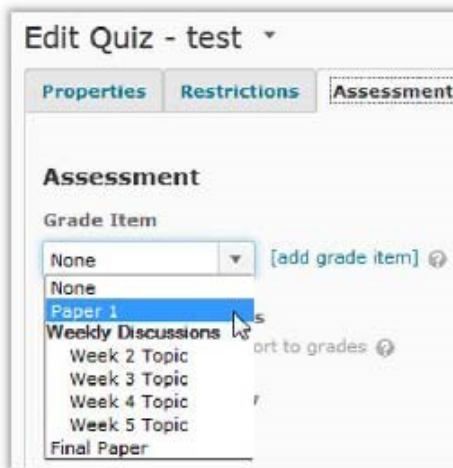 Edit Quiz - test
Properties Restrictions Assessment
Assessment
Grade Item
None [add grade item]
None
Paper 1
Weekly Discussions
Week 2 Topic
ort to grades
Week 3 Topic
Week 4 Topic
Week 5 Topic
Final Paper